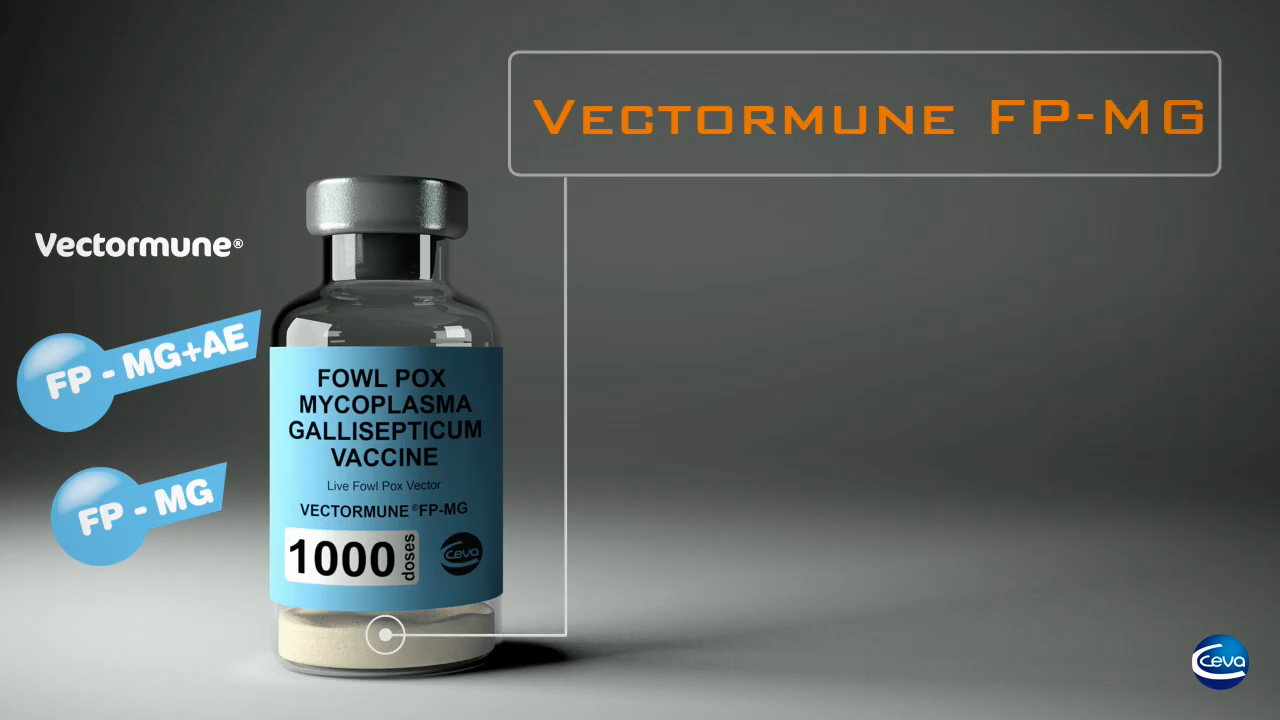 Vectormune FP-MG
Vectormune®
FP - MG+AE
FP - MG
FOWL POX
MYCOPLASMA
GALLISEPTICUM
VACCINE
Live Fowl Pox Vector
VECTORMUNE®FP-MG
1000 doses
Ceva
Ceva